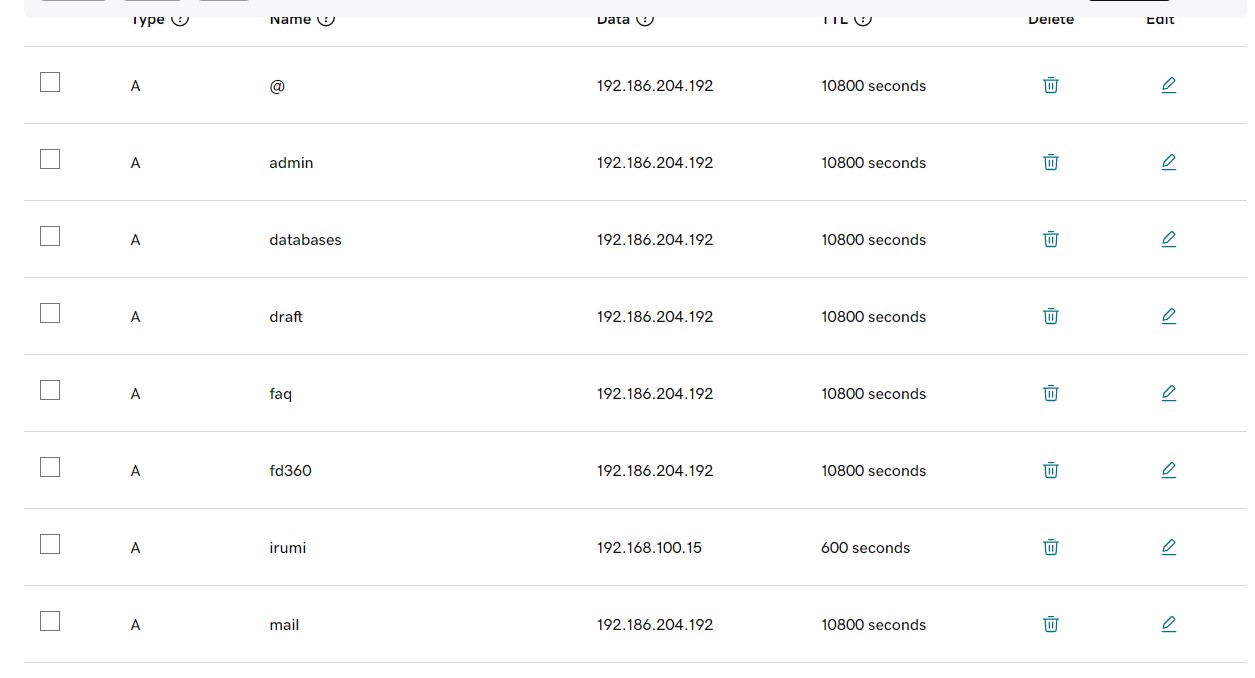 Type Name Data TTL Delete Edit
A @ 192.186.204.192 10800 seconds
A admin 192.186.204.192 10800 seconds
A databases 192.186.204.192 10800 seconds
A draft 192.186.204.192 10800 seconds
A faq 192.186.204.192 10800 seconds
A fd360 192.186.204.192 10800 seconds
A irumi 192.168.100.15 600 seconds
A mail 192.186.204.192 10800 seconds